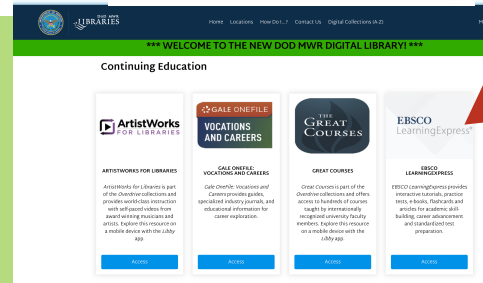 DOD MWR
LIBRARIES
Home Locations How Do I...? Contact Us Digital Collections (A-Z)
*** WELCOME TO THE NEW DOD MWR DIGITAL LIBRARY! ***
Continuing Education
ArtistWorks
FOR LIBRARIES
ARTISTWORKS FOR LIBRARIES
ArtistWorks for Libraries is part
of the Overdrive collections and
provides world-class instruction
with self-paced videos from
award winning musicians and
artists. Explore this resource
on a mobile device with the Libby
app.
Access
GALE ONEFILE
VOCATIONS
AND CAREERS
GALE ONEFILE:
VOCATIONS AND CAREERS
Gale OneFile: Vocations and
Careers provides guides,
specialized industry journals, and
educational information for
career exploration.
Access
THE
GREAT
COURSES
GREAT COURSES
Great Courses is part of the
Overdrive collections and offers
access to hundreds of courses
taught by internationally
recognized university faculty
members. Explore this resource
on a mobile device with the
Libby app.
Access
EBSCO
LearningExpress®
EBSCO
LEARNINGEXPRESS
EBSCO LearningExpress provides
interactive tutorials, practice
tests, e-books, flashcards and
articles for academic skill-
building, career advancement
and standardized test
preparation.
Access